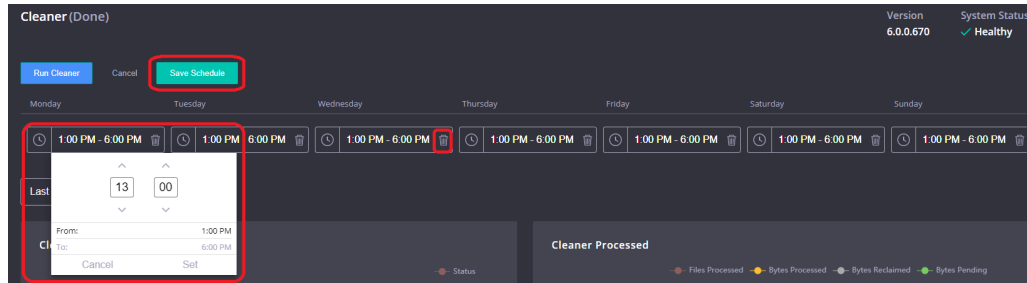 Cleaner (Done)
Version
System Status
6.0.0.670
Healthy
Run Cleaner
Cancel
Save Schedule
Monday
Tuesday
Wednesday
Thursday
Friday
Saturday
Sunday
1:00 PM - 6:00 PM
1:00 PM - 6:00 PM
1:00 PM - 6:00 PM
1:00 PM - 6:00 PM
1:00 PM - 6:00 PM
1:00 PM - 6:00 PM
1:00 PM - 6:00 PM
Last
13
00
From:
1:00 PM
To:
6:00 PM
Cancel
Set
Status
Cleaner Processed
Files Processed
Bytes Processed
Bytes Reclaimed
Bytes Pending